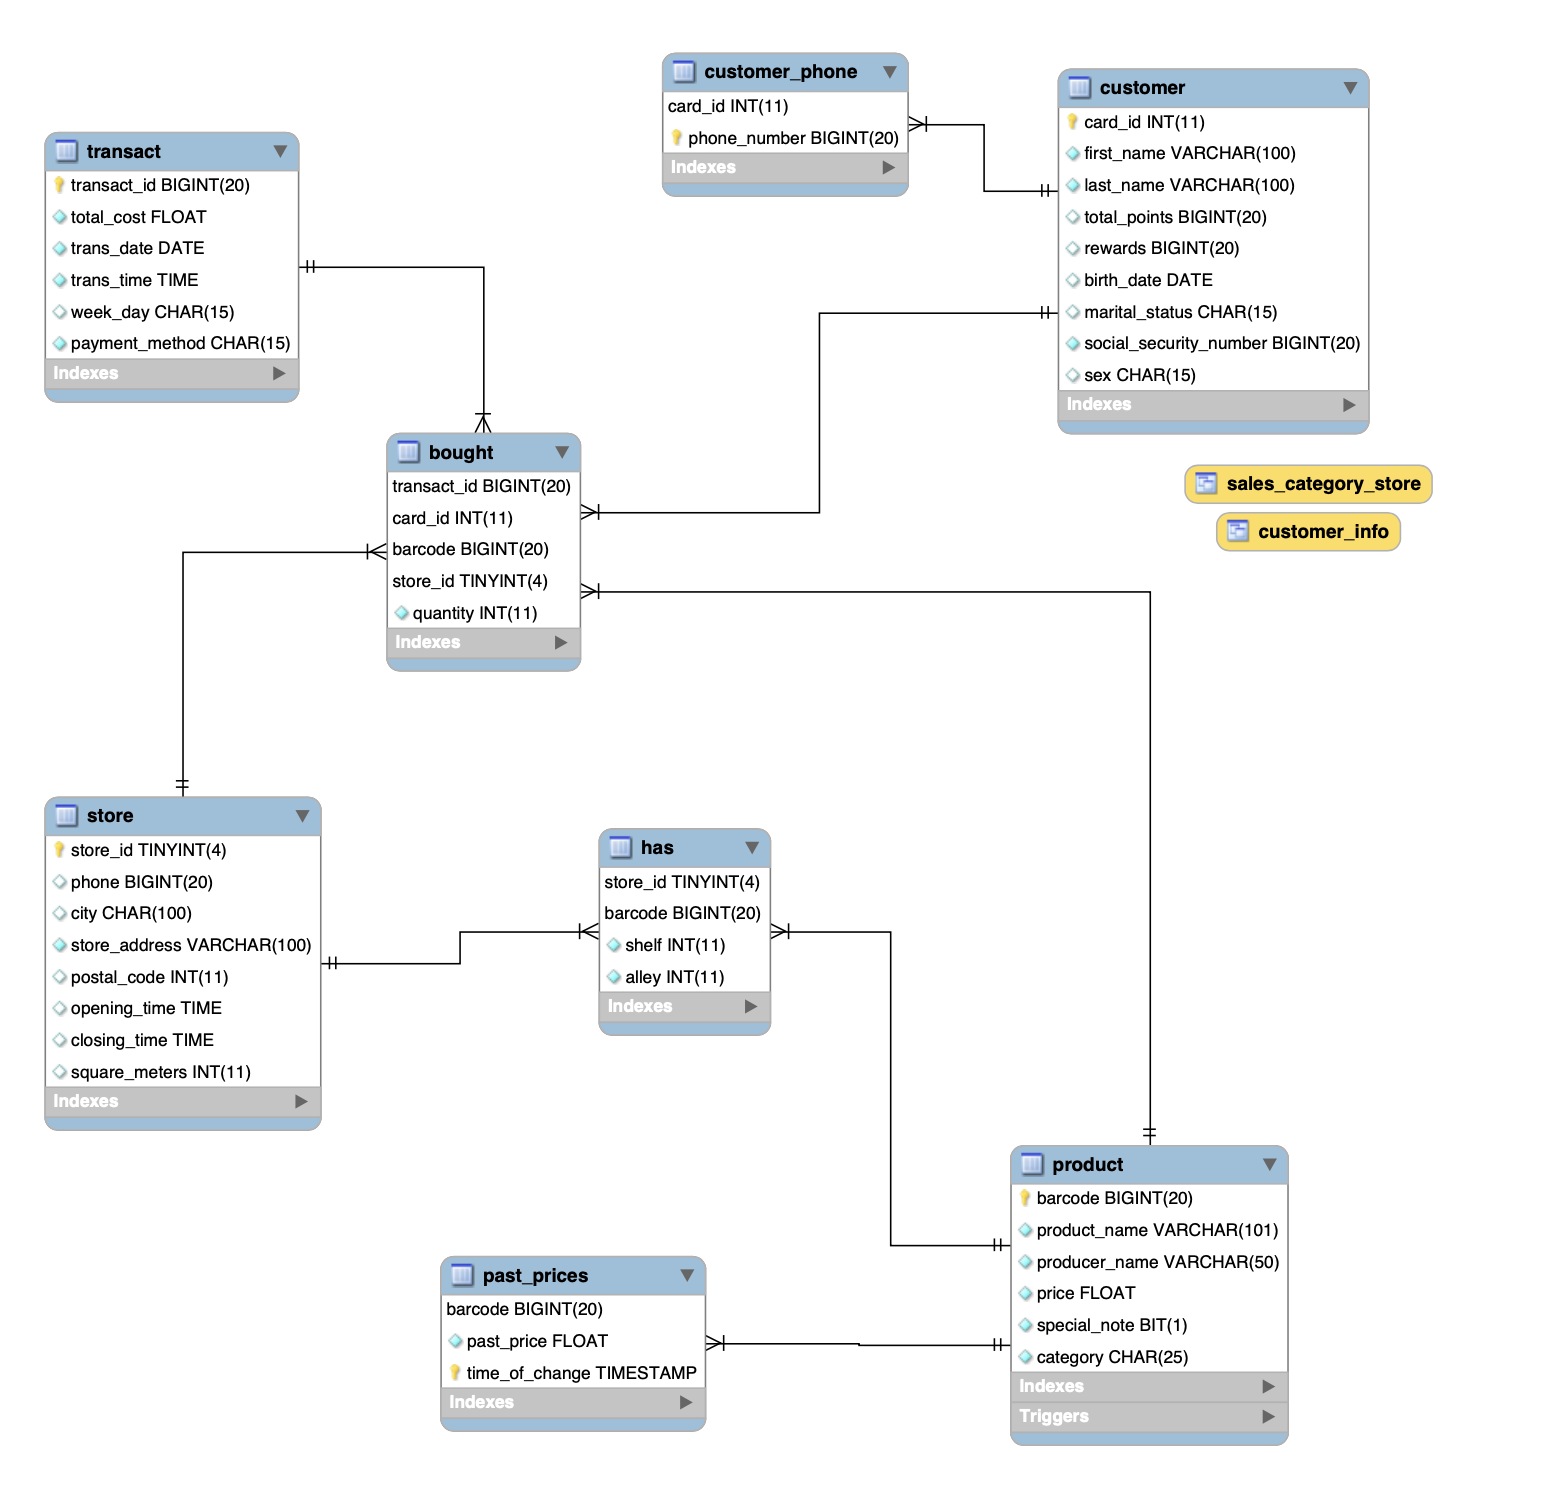 customer_phone
card_id INT(11)
phone_number BIGINT(20)
Indexes
customer
card_id INT(11)
first_name VARCHAR(100)
last_name VARCHAR(100)
total_points BIGINT(20)
rewards BIGINT(20)
birth_date DATE
marital_status CHAR(15)
social_security_number BIGINT(20)
sex CHAR(15)
Indexes
transact
transact_id BIGINT(20)
total_cost FLOAT
trans_date DATE
trans_time TIME
week_day CHAR(15)
payment_method CHAR(15)
Indexes
bought
transact_id BIGINT(20)
card_id INT(11)
barcode BIGINT(20)
store_id TINYINT(4)
quantity INT(11)
Indexes
sales_category_store
customer_info
store
store_id TINYINT(4)
phone BIGINT(20)
city CHAR(100)
store_address VARCHAR(100)
postal_code INT(11)
opening_time TIME
closing_time TIME
square_meters INT(11)
Indexes
has
store_id TINYINT(4)
barcode BIGINT(20)
shelf INT(11)
alley INT(11)
Indexes
product
barcode BIGINT(20)
product_name VARCHAR(101)
producer_name VARCHAR(50)
price FLOAT
special_note BIT(1)
category CHAR(25)
Indexes
Triggers
past_prices
barcode BIGINT(20)
past_price FLOAT
time_of_change TIMESTAMP
Indexes